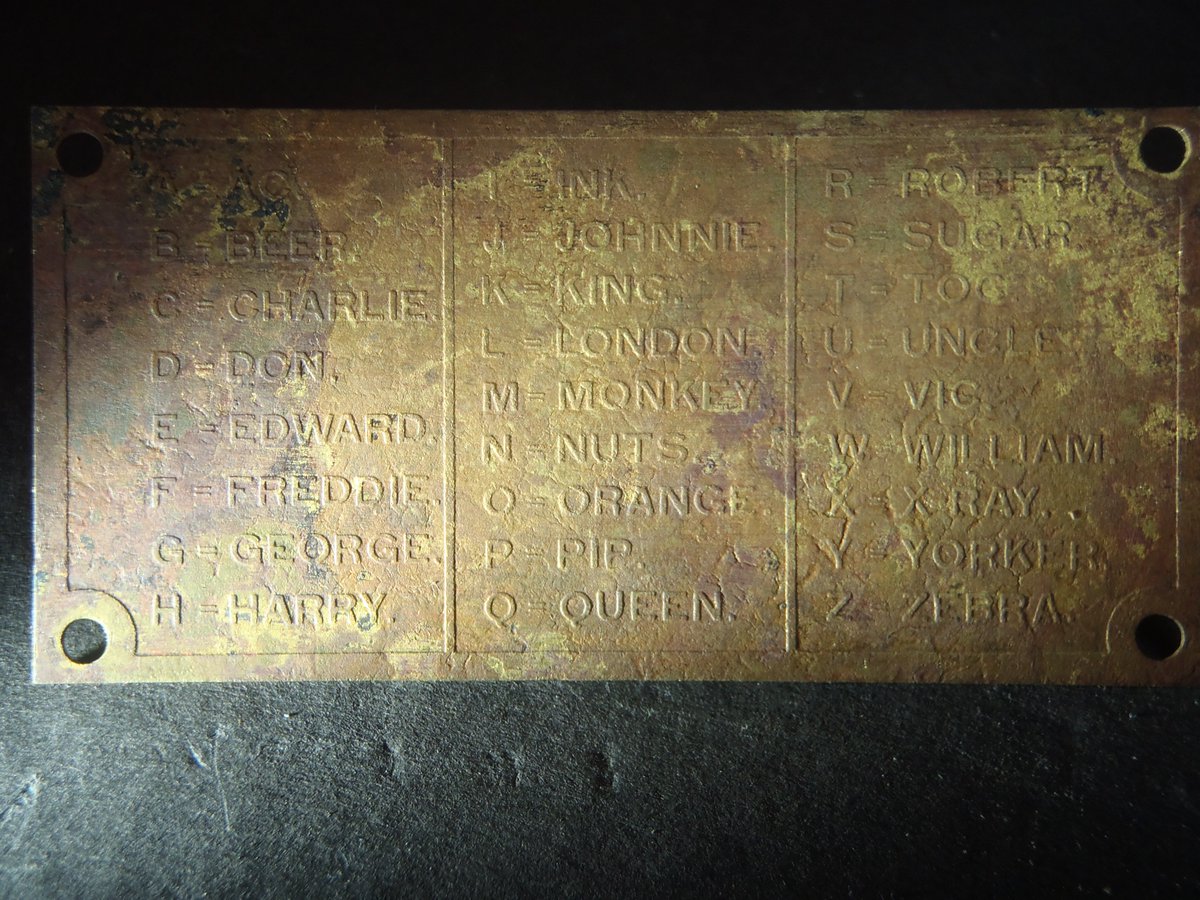 A = AC.
B = BEER.
C = CHARLIE.
D = DON.
E = EDWARD.
F = FREDDIE.
G = GEORGE.
H = HARRY.
I = INK.
J = JOHNNIE.
K = KING.
L = LONDON.
M = MONKEY.
N = NUTS.
O = ORANGE.
P = PIP.
Q = QUEEN.
R = ROBERT.
S = SUGAR.
T = TOC.
U = UNCLE.
V = VIC.
W = WILLIAM.
X = X-RAY.
Y = YORKER.
Z = ZEBRA.